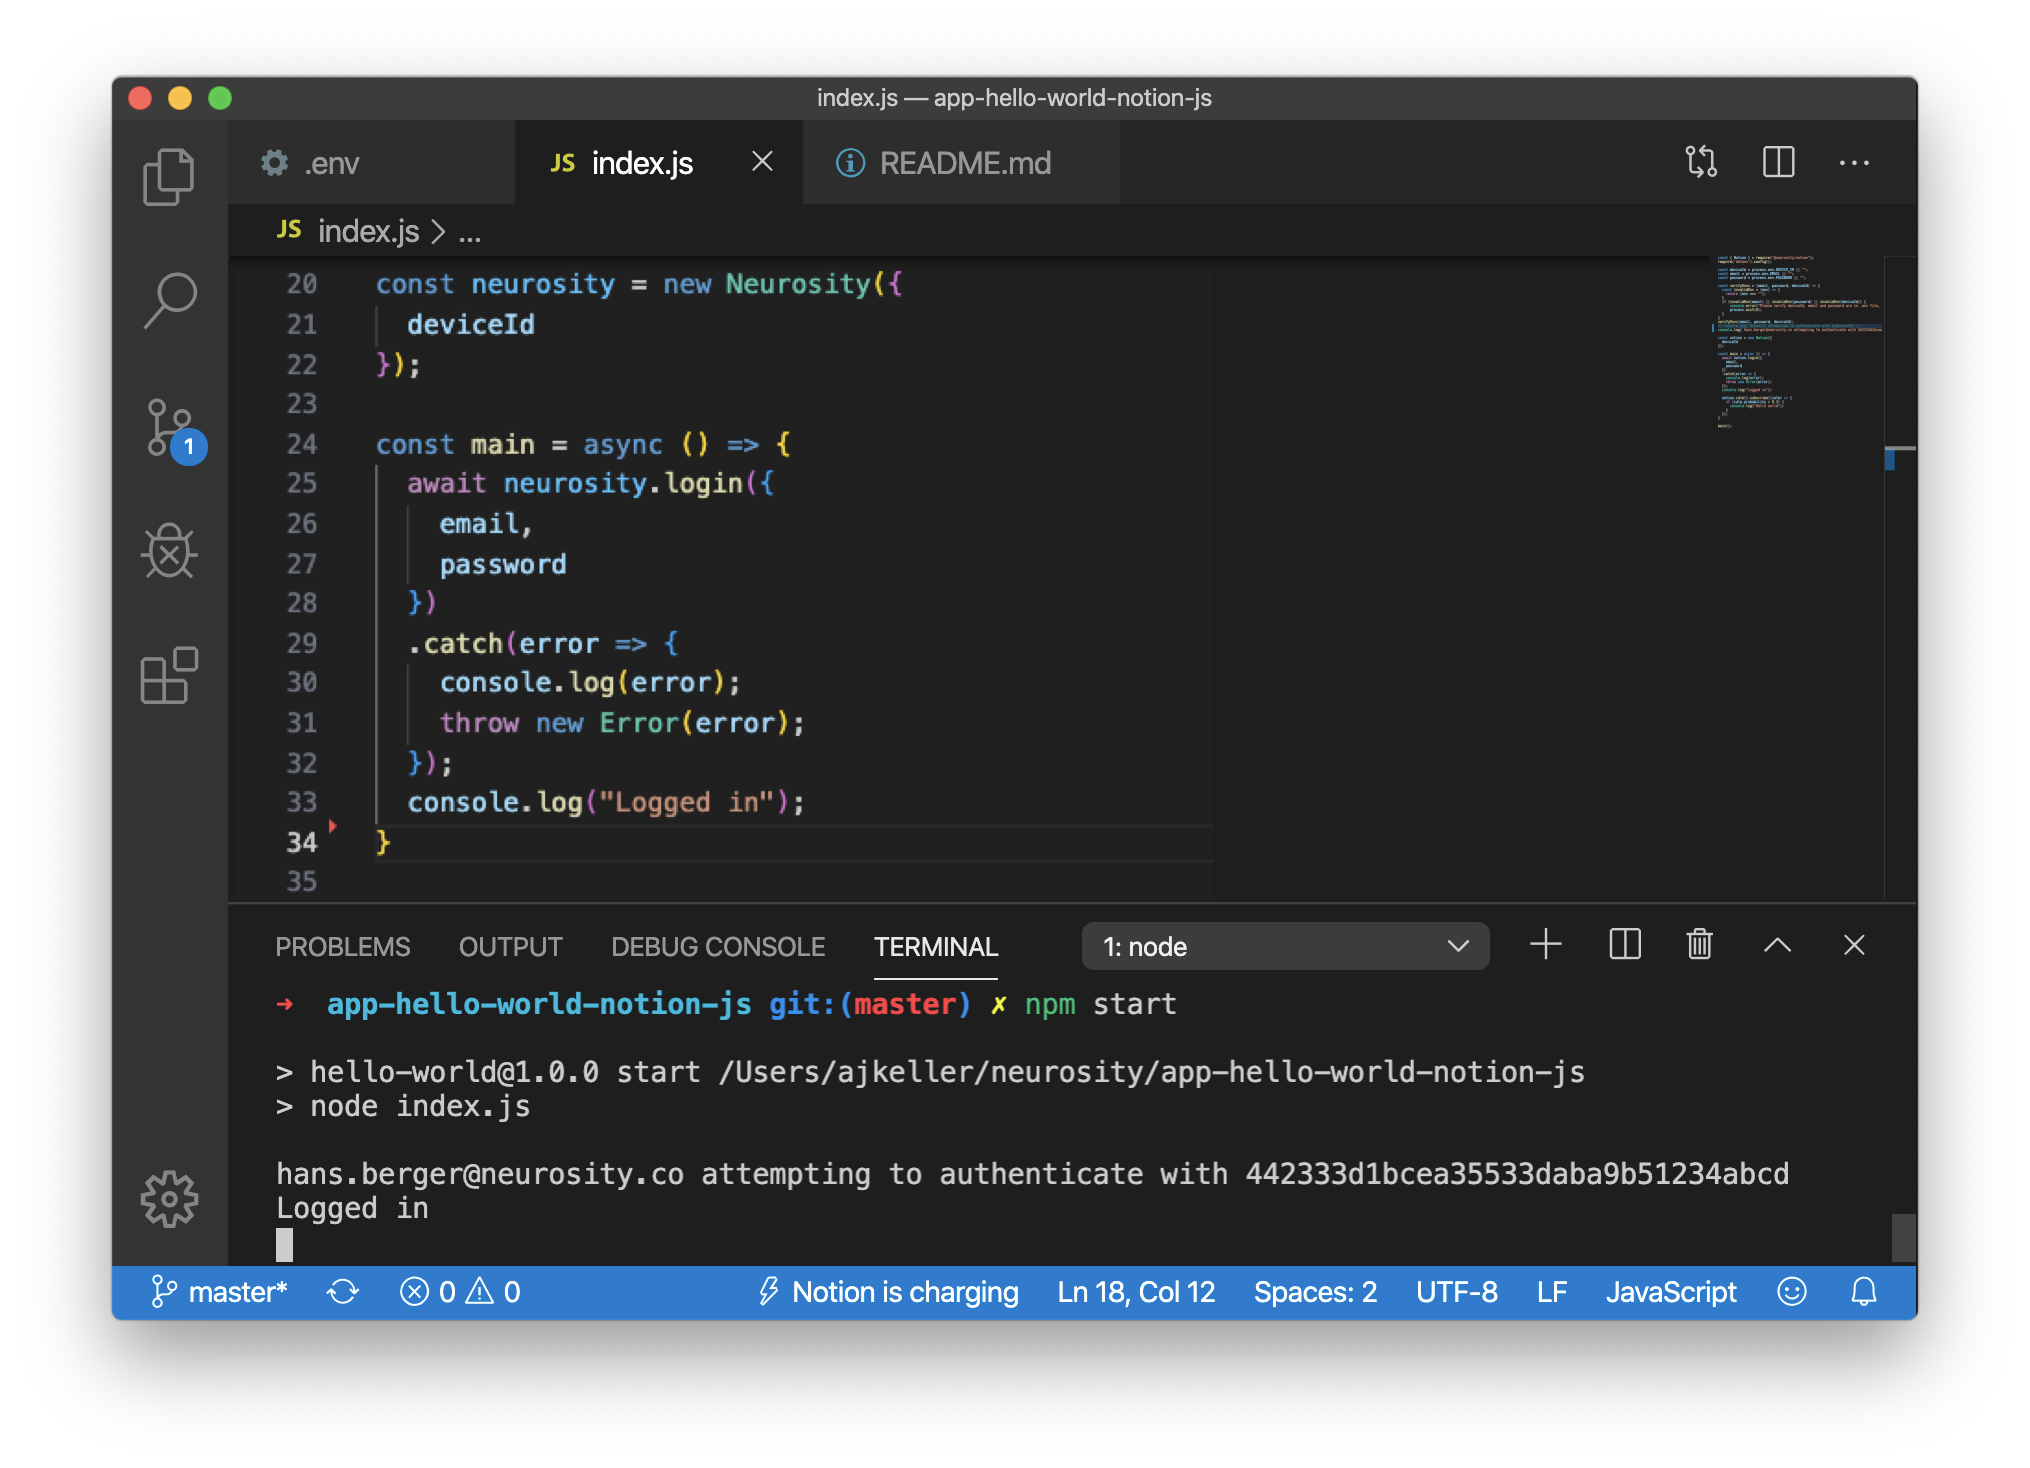 index.js — app-hello-world-notion-js
.env
JS index.js
README.md
JS index.js > ...
20 const neurosity = new Neurosity({
21 deviceId
22 });
23
24 const main = async () => {
25 await neurosity.login({
26 email,
27 password
28 })
29 .catch(error => {
30 console.log(error);
31 throw new Error(error);
32 });
33 console.log("Logged in");
34 }
35
1
PROBLEMS OUTPUT DEBUG CONSOLE TERMINAL 1: node
→ app-hello-world-notion-js git:(master) ✗ npm start
> hello-world@1.0.0 start /Users/ajkeller/neurosity/app-hello-world-notion-js
> node index.js
hans.berger@neurosity.co attempting to authenticate with 442333d1bcea35533daba9b51234abcd
Logged in
master* 0 0 Notion is charging Ln 18, Col 12 Spaces: 2 UTF-8 LF JavaScript